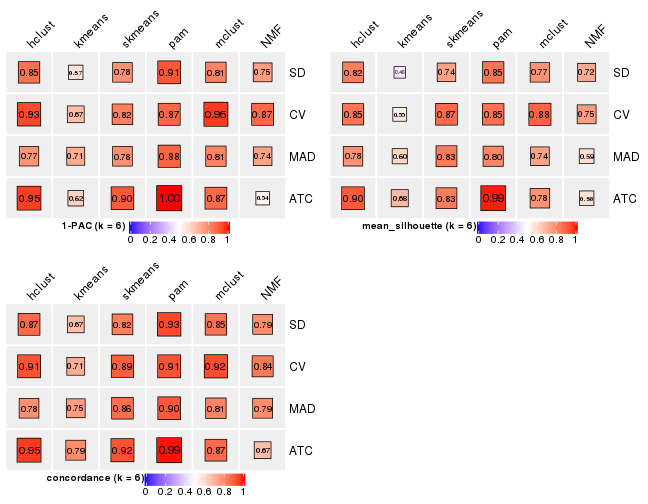 hclust kmeans skmeans pam mclust NMF
0.85 0.57 0.78 0.91 0.81 0.75 SD
0.93 0.67 0.82 0.87 0.96 0.87 CV
0.77 0.71 0.78 0.88 0.81 0.74 MAD
0.95 0.62 0.90 1.00 0.87 0.54 ATC
1-PAC (k = 6)
0 0.2 0.4 0.6 0.8 1
hclust kmeans skmeans pam mclust NMF
0.82 0.46 0.74 0.85 0.77 0.72 SD
0.85 0.55 0.87 0.85 0.88 0.75 CV
0.78 0.60 0.83 0.80 0.74 0.59 MAD
0.90 0.68 0.83 0.99 0.78 0.58 ATC
mean_silhouette (k = 6)
0 0.2 0.4 0.6 0.8 1
hclust kmeans skmeans pam mclust NMF
0.87 0.67 0.82 0.93 0.85 0.79 SD
0.91 0.71 0.89 0.91 0.92 0.84 CV
0.78 0.75 0.86 0.90 0.81 0.79 MAD
0.95 0.79 0.92 0.99 0.87 0.67 ATC
concordance (k = 6)
0 0.2 0.4 0.6 0.8 1